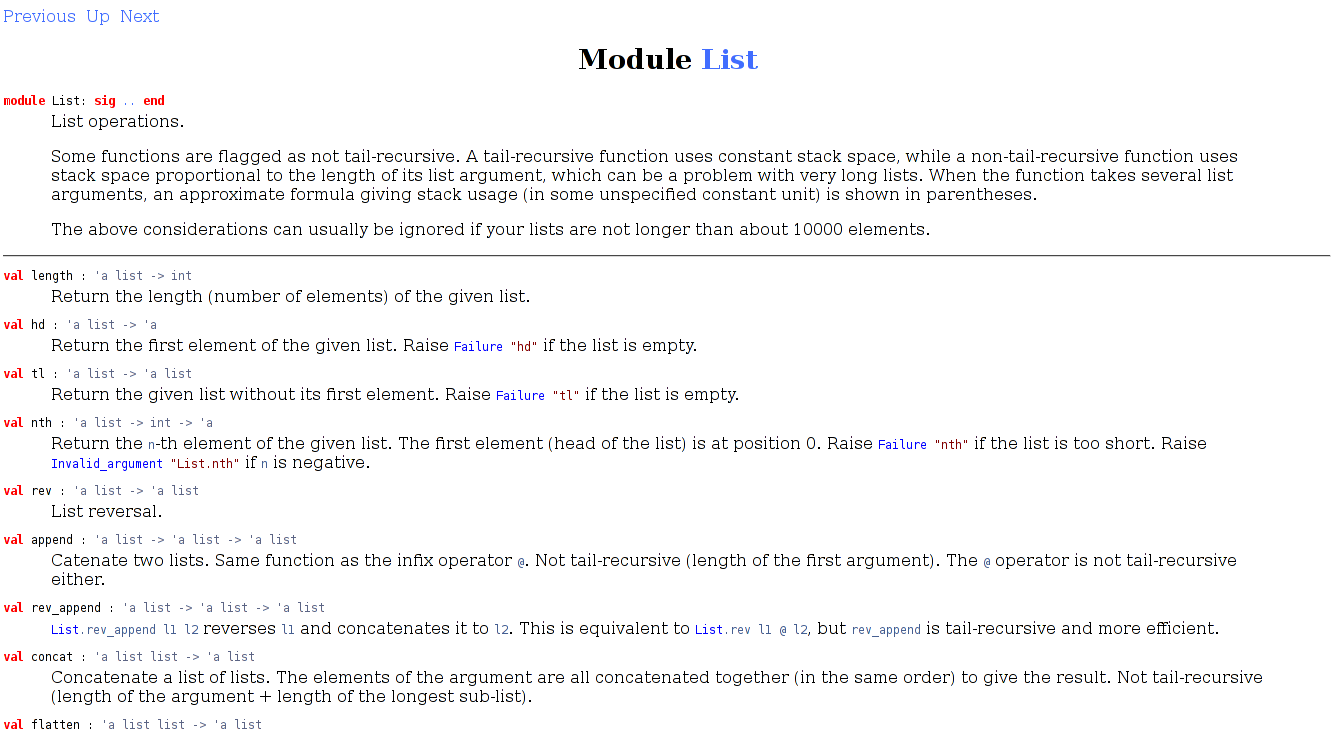 Previous Up Next
Module List
module List: sig .. end
List operations.
Some functions are flagged as not tail-recursive. A tail-recursive function uses constant stack space, while a non-tail-recursive function uses
stack space proportional to the length of its list argument, which can be a problem with very long lists. When the function takes several list
arguments, an approximate formula giving stack usage (in some unspecified constant unit) is shown in parentheses.
The above considerations can usually be ignored if your lists are not longer than about 10000 elements.
val length : 'a list -> int
Return the length (number of elements) of the given list.
val hd : 'a list -> 'a
Return the first element of the given list. Raise Failure "hd" if the list is empty.
val tl : 'a list -> 'a list
Return the given list without its first element. Raise Failure "tl" if the list is empty.
val nth : 'a list -> int -> 'a
Return the n-th element of the given list. The first element (head of the list) is at position 0. Raise Failure "nth" if the list is too short. Raise
Invalid_argument "List.nth" if n is negative.
val rev : 'a list -> 'a list
List reversal.
val append : 'a list -> 'a list -> 'a list
Catenate two lists. Same function as the infix operator @. Not tail-recursive (length of the first argument). The @ operator is not tail-recursive
either.
val rev_append : 'a list -> 'a list -> 'a list
List.rev_append l1 l2 reverses l1 and concatenates it to l2. This is equivalent to List.rev l1 @ l2, but rev_append is tail-recursive and more efficient.
val concat : 'a list list -> 'a list
Concatenate a list of lists. The elements of the argument are all concatenated together (in the same order) to give the result. Not tail-recursive
(length of the argument + length of the longest sub-list).
val flatten : 'a list list -> 'a list